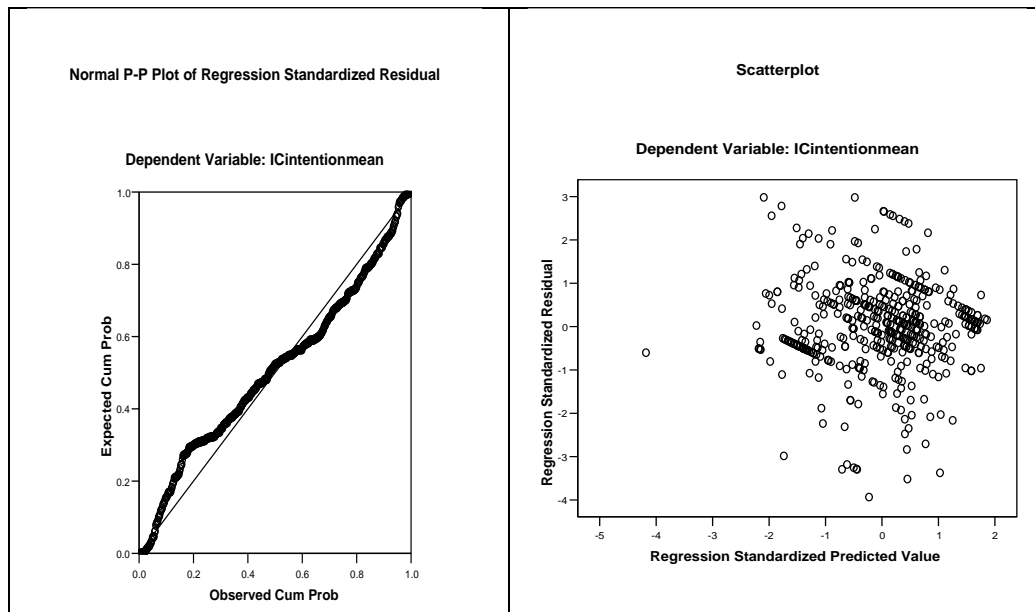 Normal P-P Plot of Regression Standardized Residual
Dependent Variable: ICintentionmean
Expected Cum Prob
1.0
0.8
0.6
0.4
0.2
0.0
0.0 0.2 0.4 0.6 0.8 1.0
Observed Cum Prob
Scatterplot
Dependent Variable: ICintentionmean
Regression Standardized Residual
3
2
1
0
-1
-2
-3
-4
-5 -4 -3 -2 -1 0 1 2
Regression Standardized Predicted Value